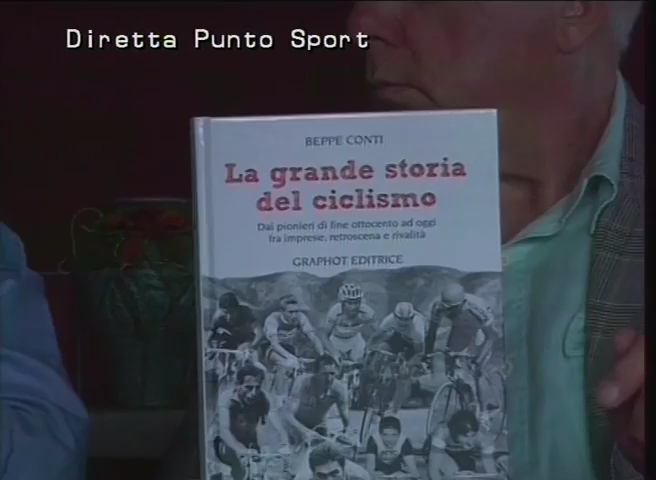 Diretta Punto Sport
BEPPE CONTI
La grande storia
del ciclismo
Dai pionieri di fine ottocento ad oggi
fra imprese, retroscena e rivalità
GRAPHOT EDITRICE